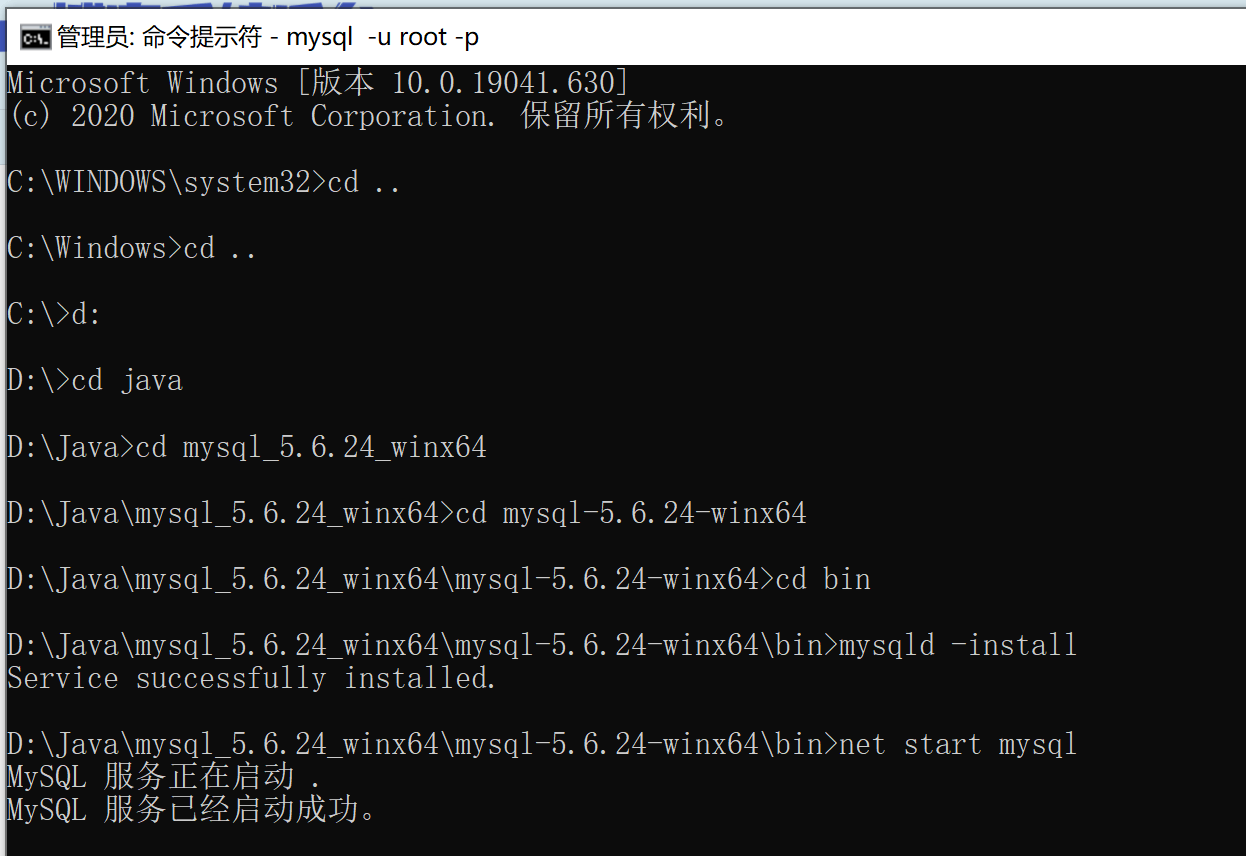 管理员: 命令提示符 - mysql  -u root -p
Microsoft Windows [版本 10.0.19041.630]
(c) 2020 Microsoft Corporation. 保留所有权利。
C:\WINDOWS\system32>cd ..
C:\Windows>cd ..
C:\>d:
D:\>cd java
D:\Java>cd mysql_5.6.24_winx64
D:\Java\mysql_5.6.24_winx64>cd mysql-5.6.24-winx64
D:\Java\mysql_5.6.24_winx64\mysql-5.6.24-winx64>cd bin
D:\Java\mysql_5.6.24_winx64\mysql-5.6.24-winx64\bin>mysqld -install
Service successfully installed.
D:\Java\mysql_5.6.24_winx64\mysql-5.6.24-winx64\bin>net start mysql
MySQL 服务正在启动 .
MySQL 服务已经启动成功。